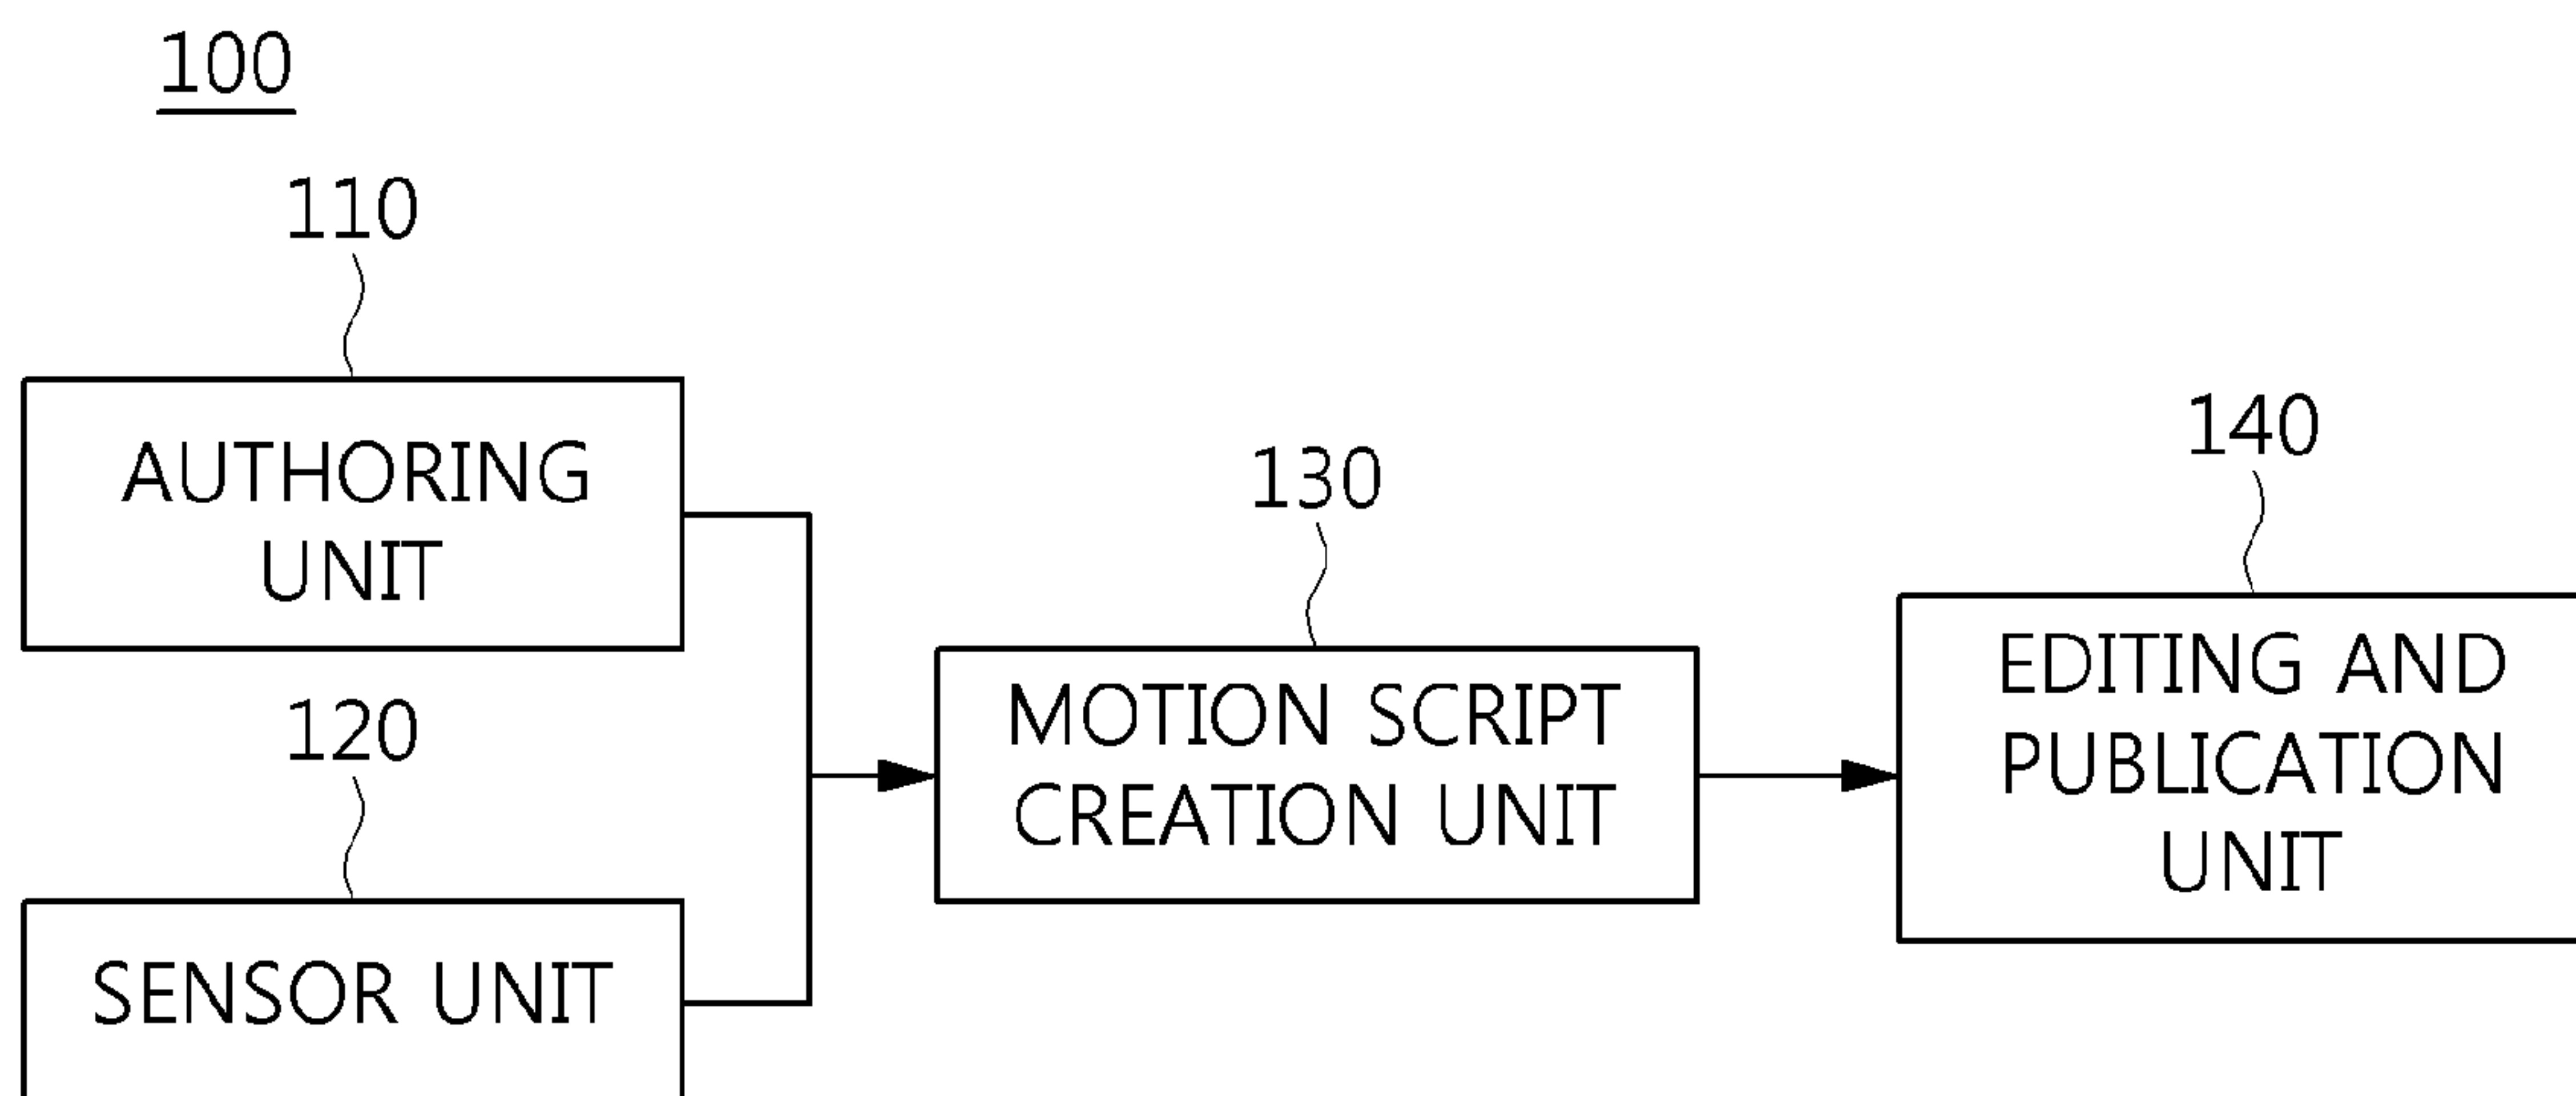 100
110
AUTHORING
UNIT
120
SENSOR UNIT
130
MOTION SCRIPT
CREATION UNIT
140
EDITING AND
PUBLICATION
UNIT